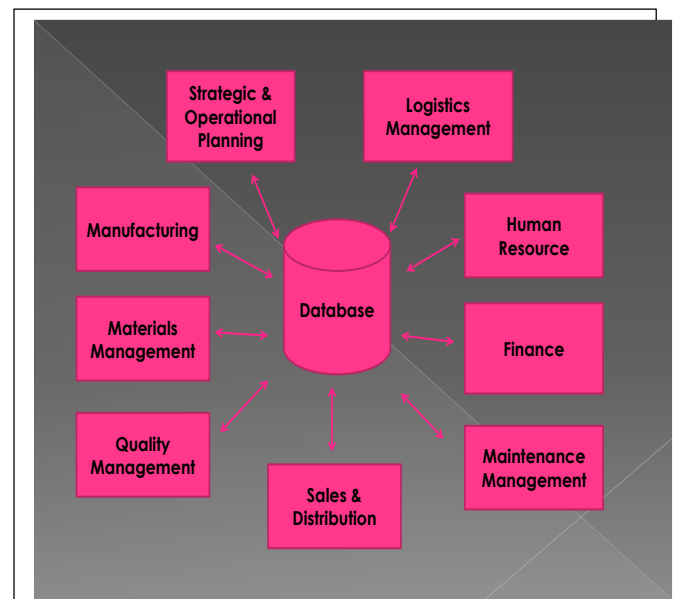 Strategic &
Operational
Planning
Logistics
Management
Manufacturing
Human
Resource
Database
Materials
Management
Finance
Quality
Management
Maintenance
Management
Sales &
Distribution